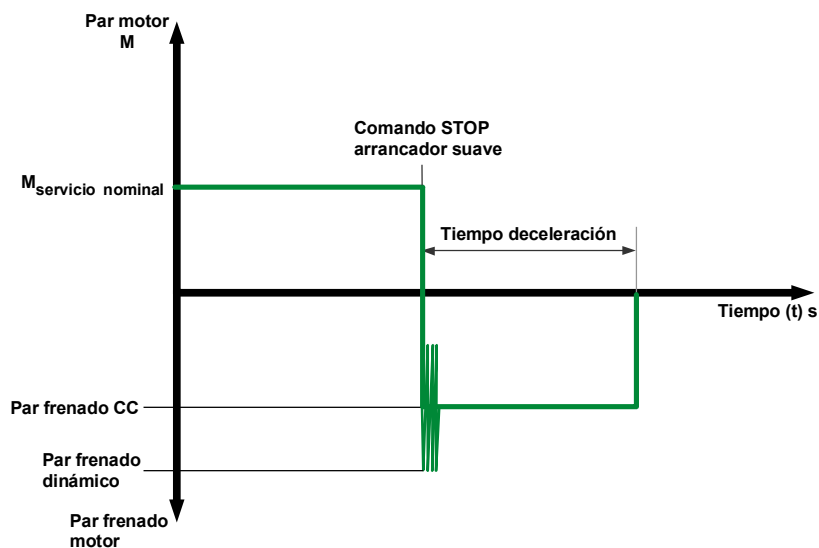 Par motor
M
Comando STOP
arrancador suave
M servicio nominal
Tiempo deceleración
Tiempo (t) s
Par frenado CC
Par frenado
dinámico
Par frenado
motor